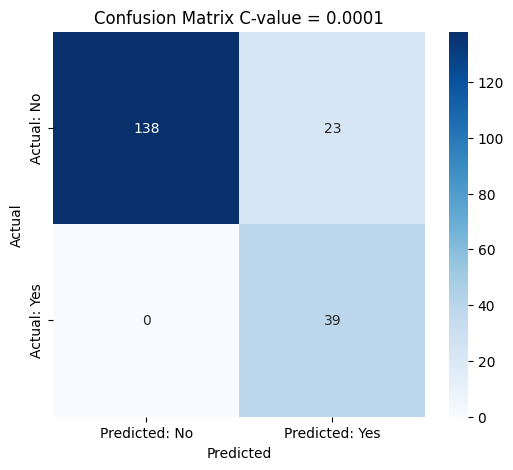 Confusion Matrix C-value = 0.0001
Actual
Actual: No
138
23
Actual: Yes
0
39
Predicted: No
Predicted: Yes
Predicted
120
100
80
60
40
20
0